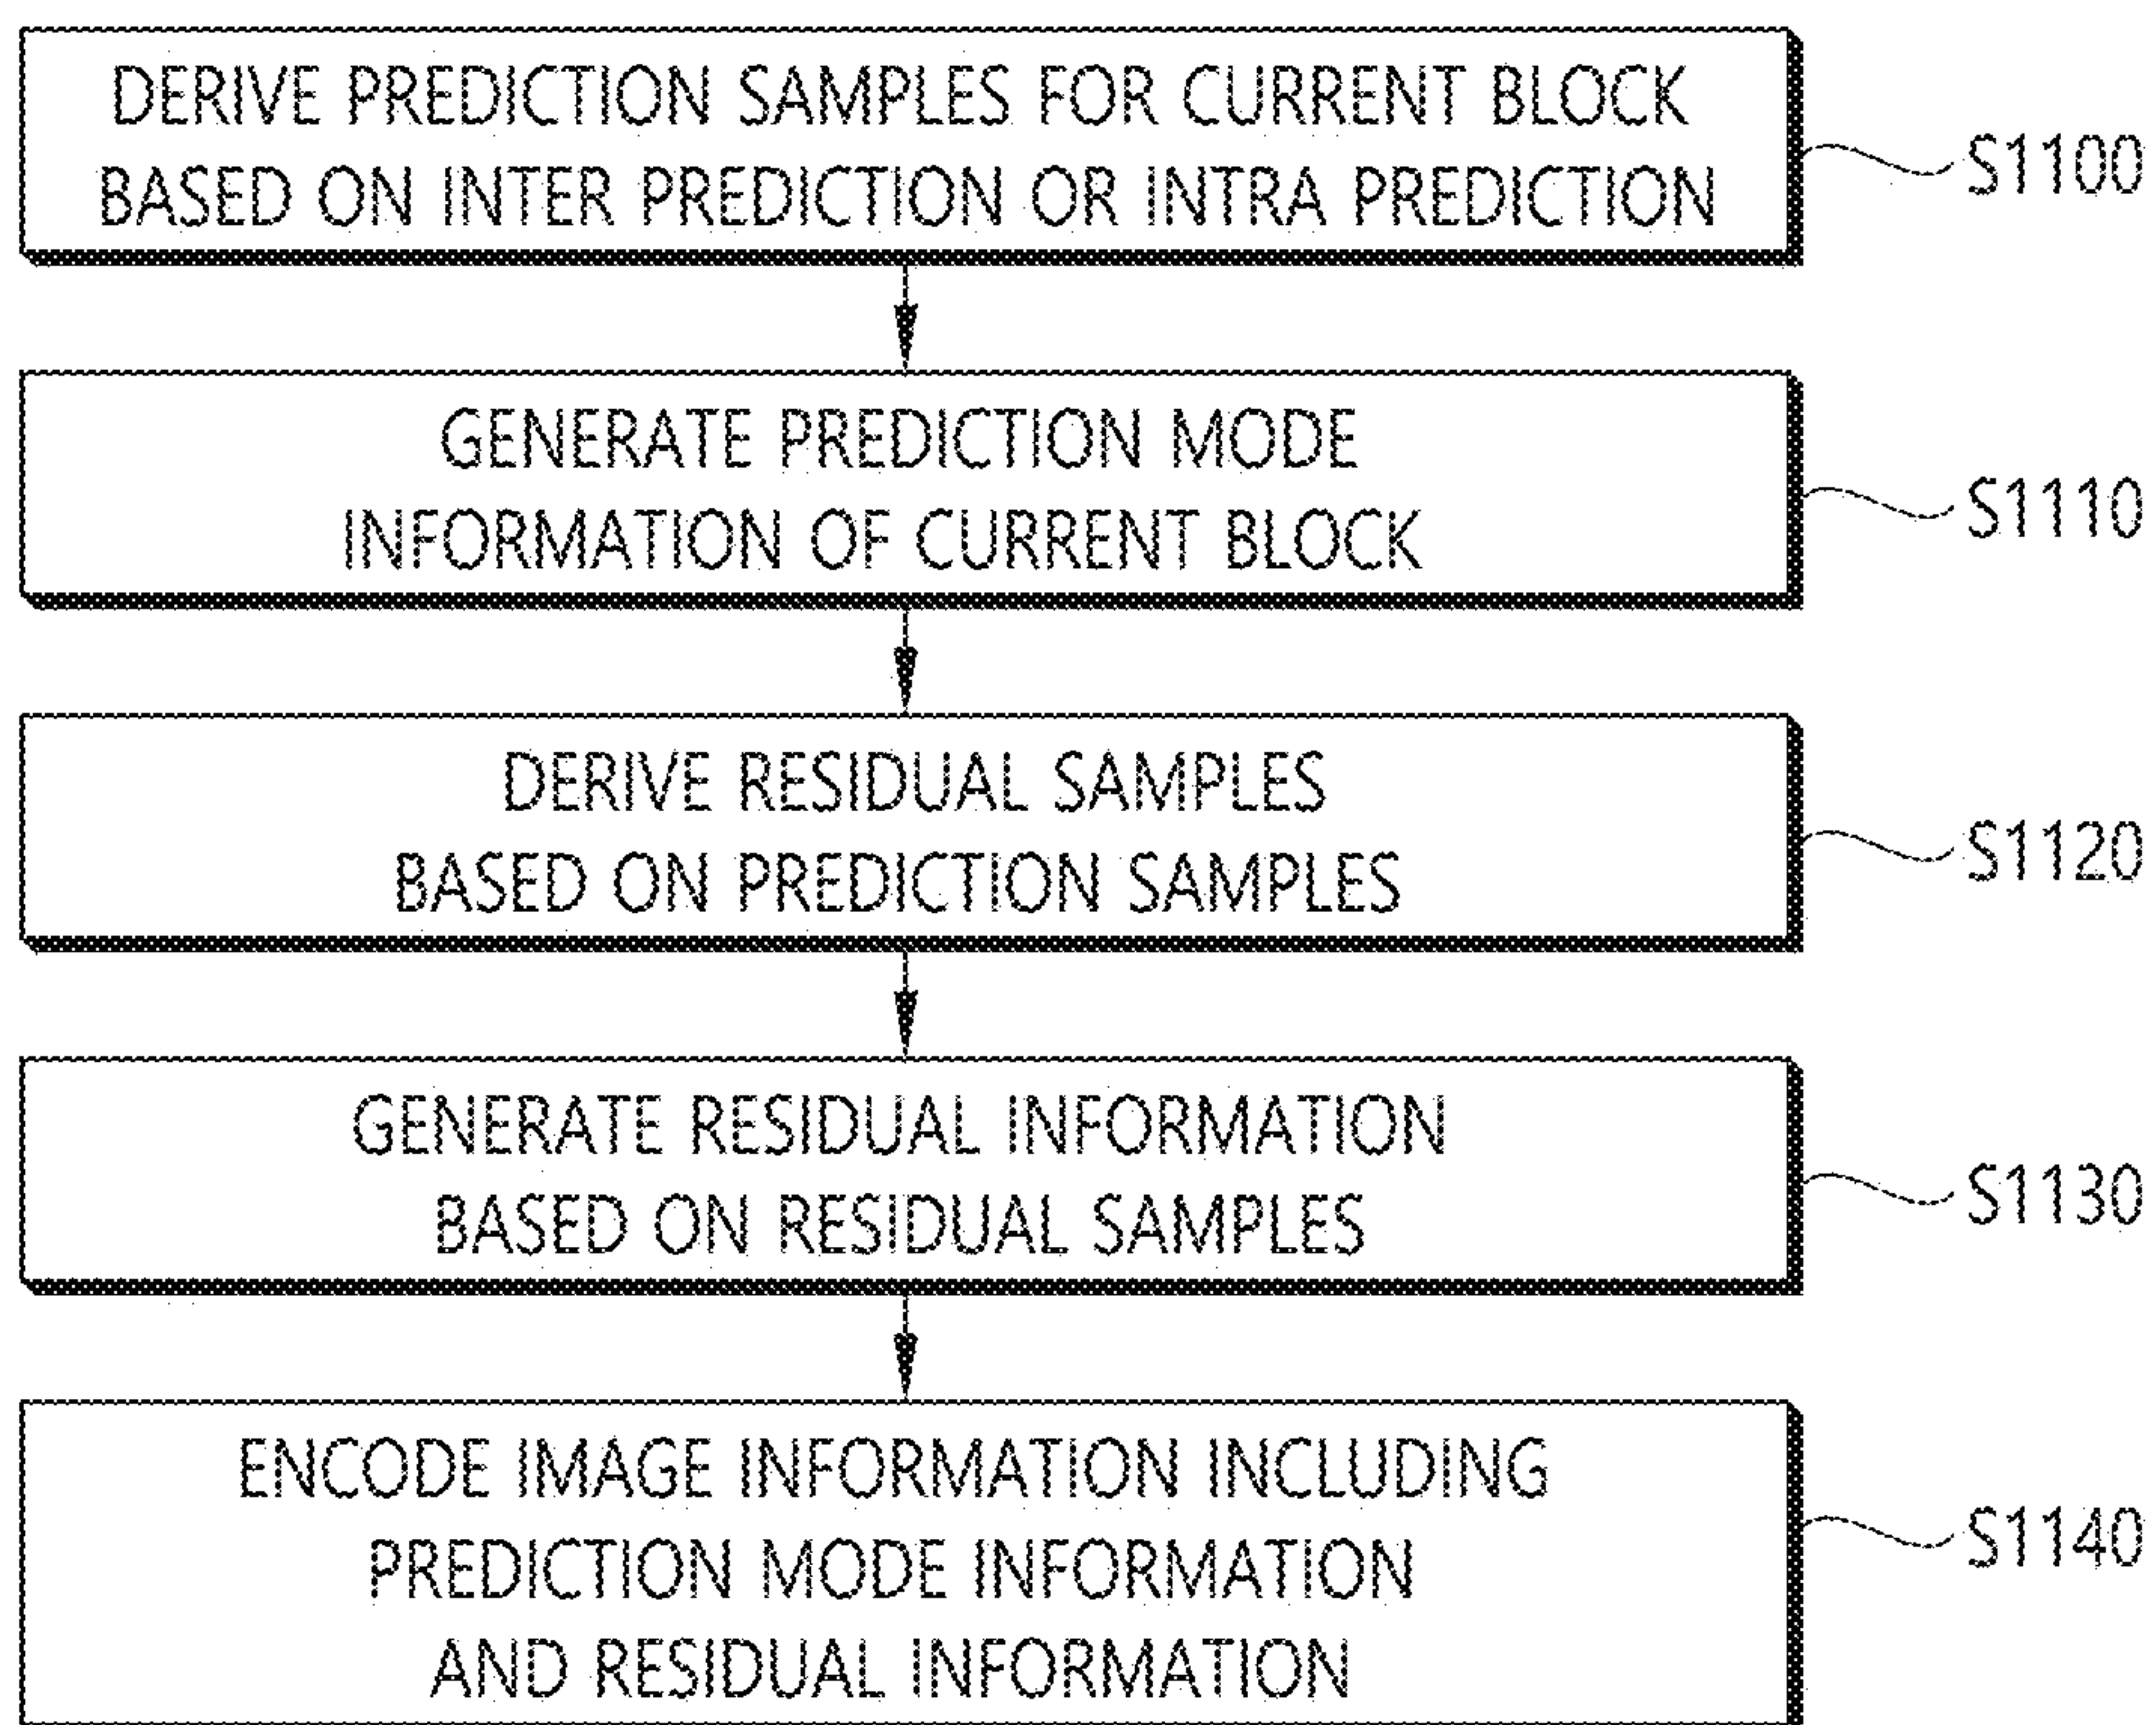 DERIVE PREDICTION SAMPLES FOR CURRENT BLOCK
BASED ON INTER PREDICTION OR INTRA PREDICTION
S1100
GENERATE PREDICTION MODE
INFORMATION OF CURRENT BLOCK
S1110
DERIVE RESIDUAL SAMPLES
BASED ON PREDICTION SAMPLES
S1120
GENERATE RESIDUAL INFORMATION
BASED ON RESIDUAL SAMPLES
S1130
ENCODE IMAGE INFORMATION INCLUDING
PREDICTION MODE INFORMATION
AND RESIDUAL INFORMATION
S1140